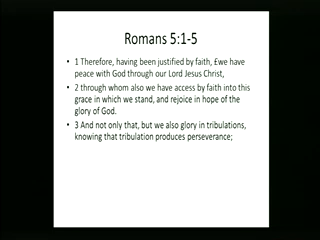 Romans 5:1-5
• 1 Therefore, having been justified by faith, £we have
peace with God through our Lord Jesus Christ,
• 2 through whom also we have access by faith into this
grace in which we stand, and rejoice in hope of the
glory of God.
• 3 And not only that, but we also glory in tribulations,
knowing that tribulation produces perseverance;